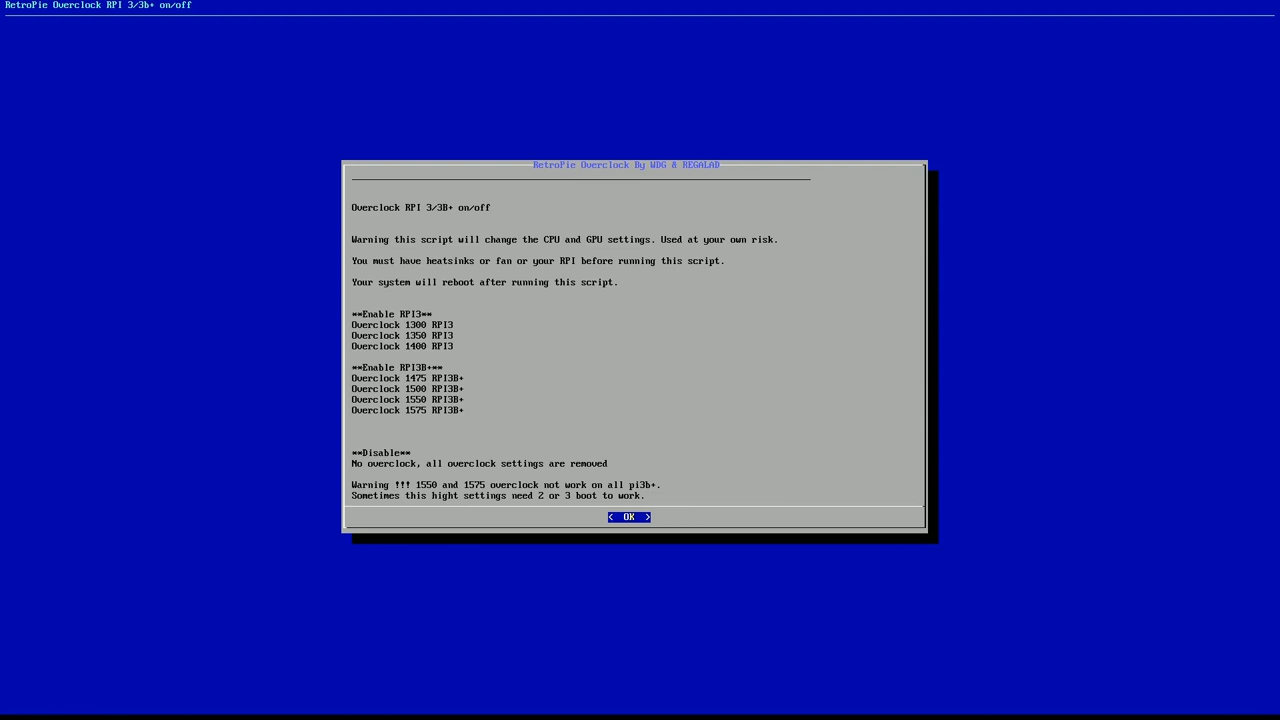 RetroPie Overclock RPI 3/3b+ on/off
RetroPie Overclock By WDG & REGALAD
Overclock RPI 3/3B+ on/off
Warning this script will change the CPU and GPU settings. Used at your own risk.
You must have heatsinks or fan or your RPI before running this script.
Your system will reboot after running this script.
**Enable RPI3**
Overclock 1300 RPI3
Overclock 1350 RPI3
Overclock 1400 RPI3
**Enable RPI3B+**
Overclock 1475 RPI3B+
Overclock 1500 RPI3B+
Overclock 1550 RPI3B+
Overclock 1575 RPI3B+
**Disable**
No overclock, all overclock settings are removed
Warning !!! 1550 and 1575 overclock not work on all pi3b+.
Sometimes this hight settings need 2 or 3 boot to work.
< OK >